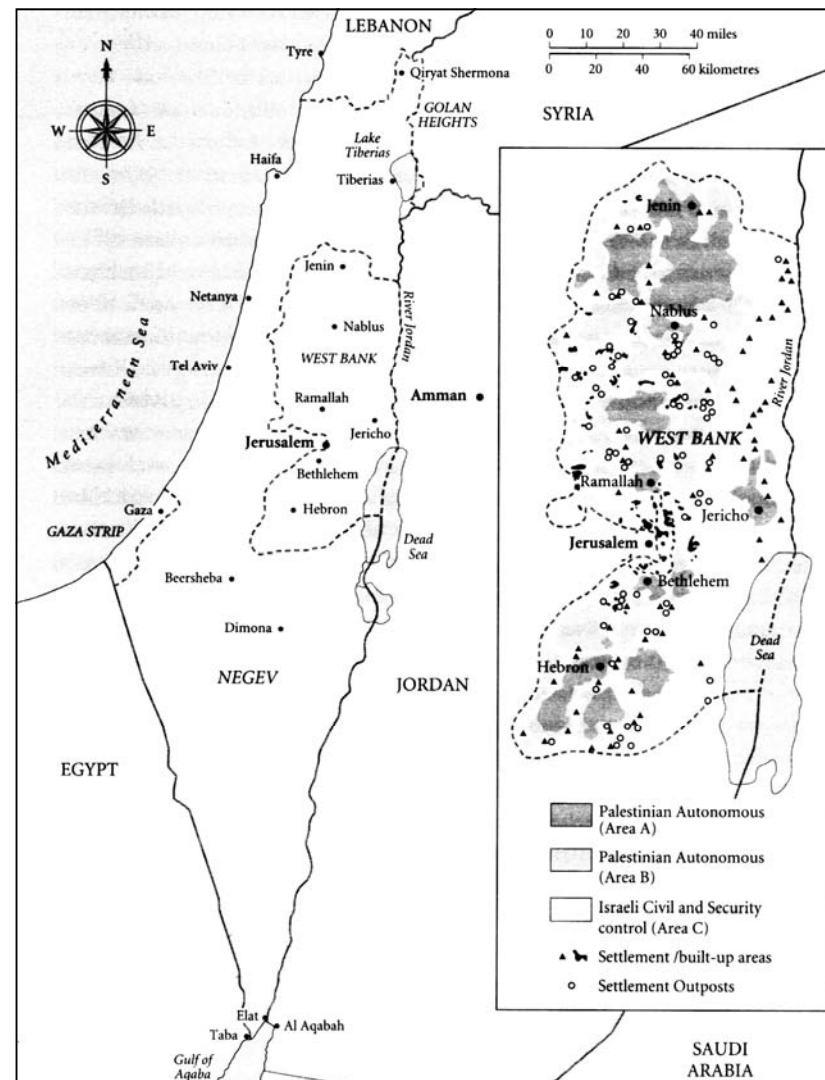 LEBANON
Tyre
Qiryat Shermona
GOLAN
HEIGHTS
SYRIA
N
W
E
S
0 20 40 miles
0 20 40 60 kilometres
Lake
Tiberias
Haifa
Tiberias
Jenin
Netanya
Nablus
River Jordan
WEST BANK
Mediterranean Sea
Tel Aviv
Ramallah
Amman
Jericho
Jerusalem
Bethlehem
Gaza
Hebron
GAZA STRIP
Dead
Sea
Beersheba
Dimona
NEGEV
JORDAN
EGYPT
Elat
Taba
Al Aqabah
Gulf of
Aqaba
SAUDI
ARABIA
Jenin
Nablus
River Jordan
WEST BANK
Ramallah
Jericho
Jerusalem
Bethlehem
Dead
Sea
Hebron
Palestinian Autonomous
(Area A)
Palestinian Autonomous
(Area B)
Israeli Civil and Security
control (Area C)
Settlement /built-up areas
Settlement Outposts